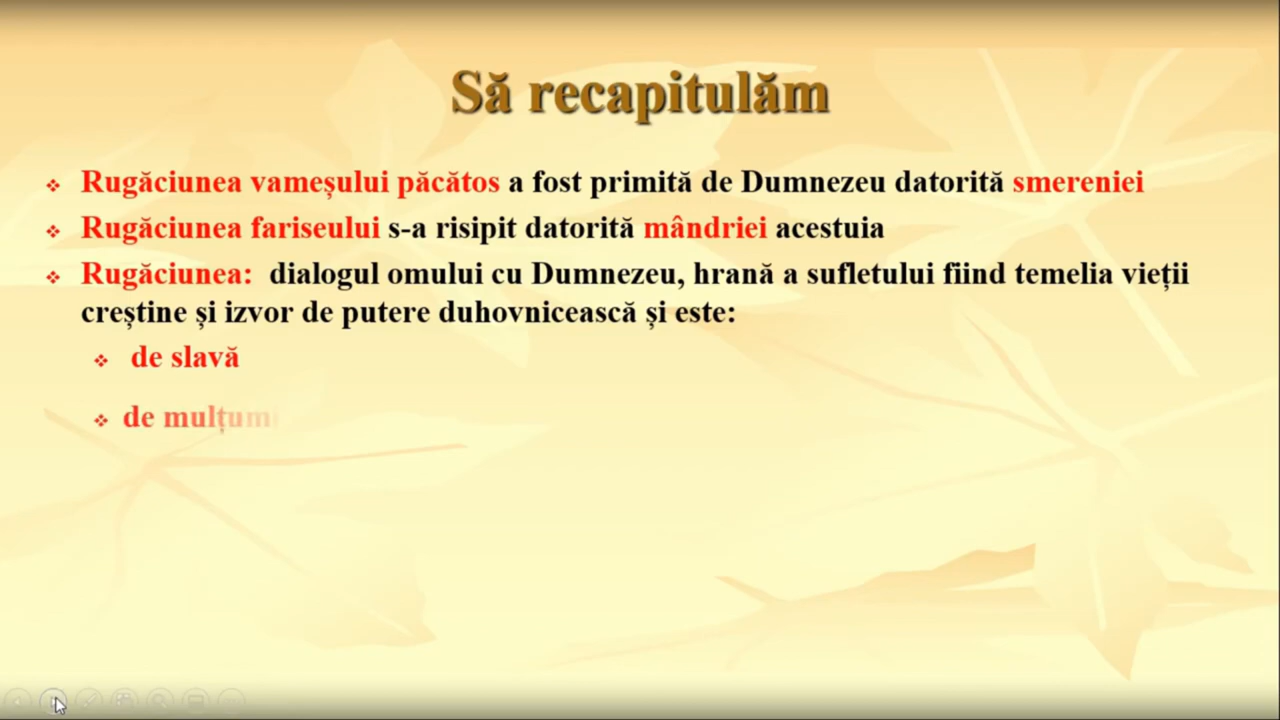 Să recapitulăm
Rugăciunea vameșului păcătos a fost primită de Dumnezeu datorită smereniei
Rugăciunea fariseului s-a risipit datorită mândriei acestuia
Rugăciunea: dialogul omului cu Dumnezeu, hrană a sufletului fiind temelia vieții
creștine și izvor de putere duhovnicească și este:
de slavă
de